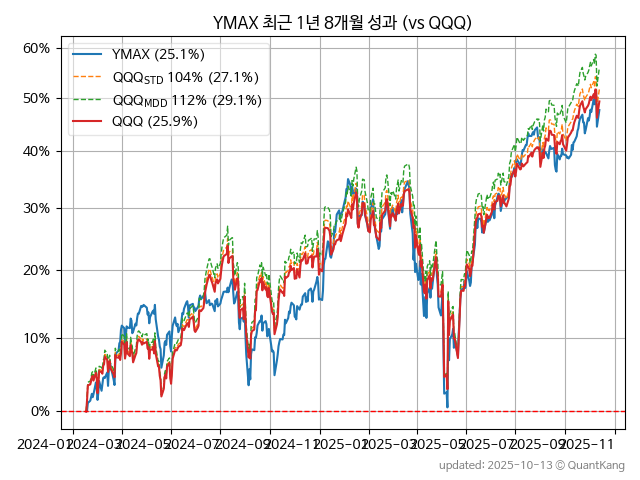 YMAX 최근 1년 8개월 성과 (vs QQQ)
YMAX (25.1%)
QQQSTD 104% (27.1%)
QQQMDD 112% (29.1%)
QQQ (25.9%)
60%
50%
40%
30%
20%
10%
0%
2024-01 2024-03 2024-05 2024-07 2024-09 2024-11 2025-01 2025-03 2025-05 2025-07 2025-09 2025-11
updated: 2025-10-13 © QuantKang